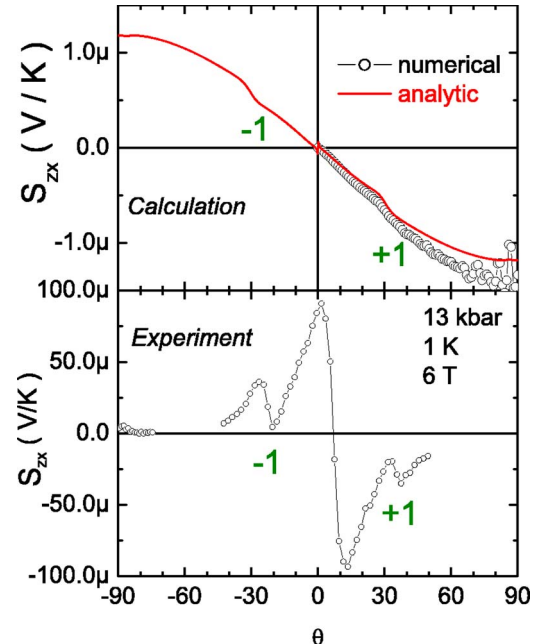 1.0μ
0.0
-1.0μ
S_zx ( V / K )
numerical
analytic
-1
+1
Calculation
100.0μ
50.0μ
0.0
-50.0μ
-100.0μ
S_zx ( V/K )
Experiment
13 kbar
1 K
6 T
-1
+1
-90 -60 -30 0 30 60 90
θ